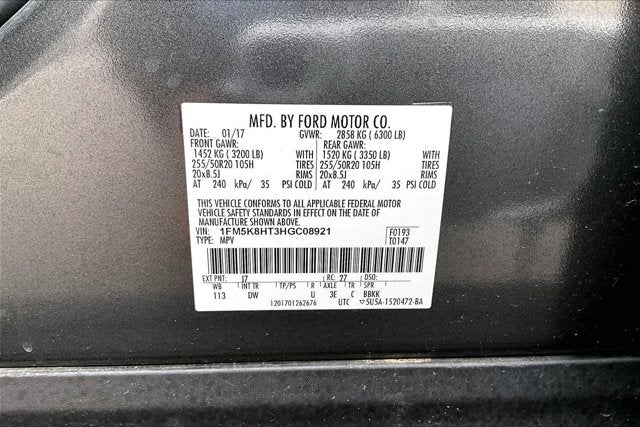 MFD. BY FORD MOTOR CO.
DATE: 01/17 GVWR: 2858 KG ( 6300 LB)
FRONT GAWR: REAR GAWR:
1452 KG ( 3200 LB) WITH 1520 KG ( 3350 LB) WITH
255/50R20 105H TIRES 255/50R20 105H TIRES
20x8.5J RIMS 20x8.5J RIMS
AT 240 kPa/ 35 PSI COLD AT 240 kPa/ 35 PSI COLD
THIS VEHICLE CONFORMS TO ALL APPLICABLE FEDERAL MOTOR
VEHICLE SAFETY STANDARDS IN EFFECT ON THE DATE OF
MANUFACTURE SHOWN ABOVE.
VIN: 1FM5K8HT3HGC08921 F0193
TYPE: MPV T0147
EXT PNT: J7 RC: 27 DSO:
WB INT TR TP/PS R AXLE TR SPR
113 DW U 3E C BBKK
1201701262676 UTC ▽5U5A-1520472-BA